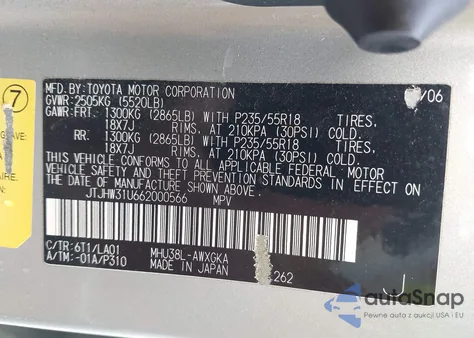 7
MFD. BY: TOYOTA MOTOR CORPORATION /06
GVWR: 2505KG (5520LB)
GAWR: FRT. 1300KG (2865LB) WITH P235/55R18 TIRES,
18X7J RIMS, AT 210KPA (30PSI) COLD.
RR. 1300KG (2865LB) WITH P235/55R18 TIRES,
18X7J RIMS, AT 210KPA (30PSI) COLD.
THIS VEHICLE CONFORMS TO ALL APPLICABLE FEDERAL MOTOR
VEHICLE SAFETY AND THEFT PREVENTION STANDARDS IN EFFECT
ON THE DATE OF MANUFACTURE SHOWN ABOVE.
JTJHW31U662000566 MPV
C/TR: 6T1/LA01 MHU38L-AWXGKA
A/TM: -01A/P310 MADE IN JAPAN 262
J
autaSnap
Pewne auta z aukcji USA i EU